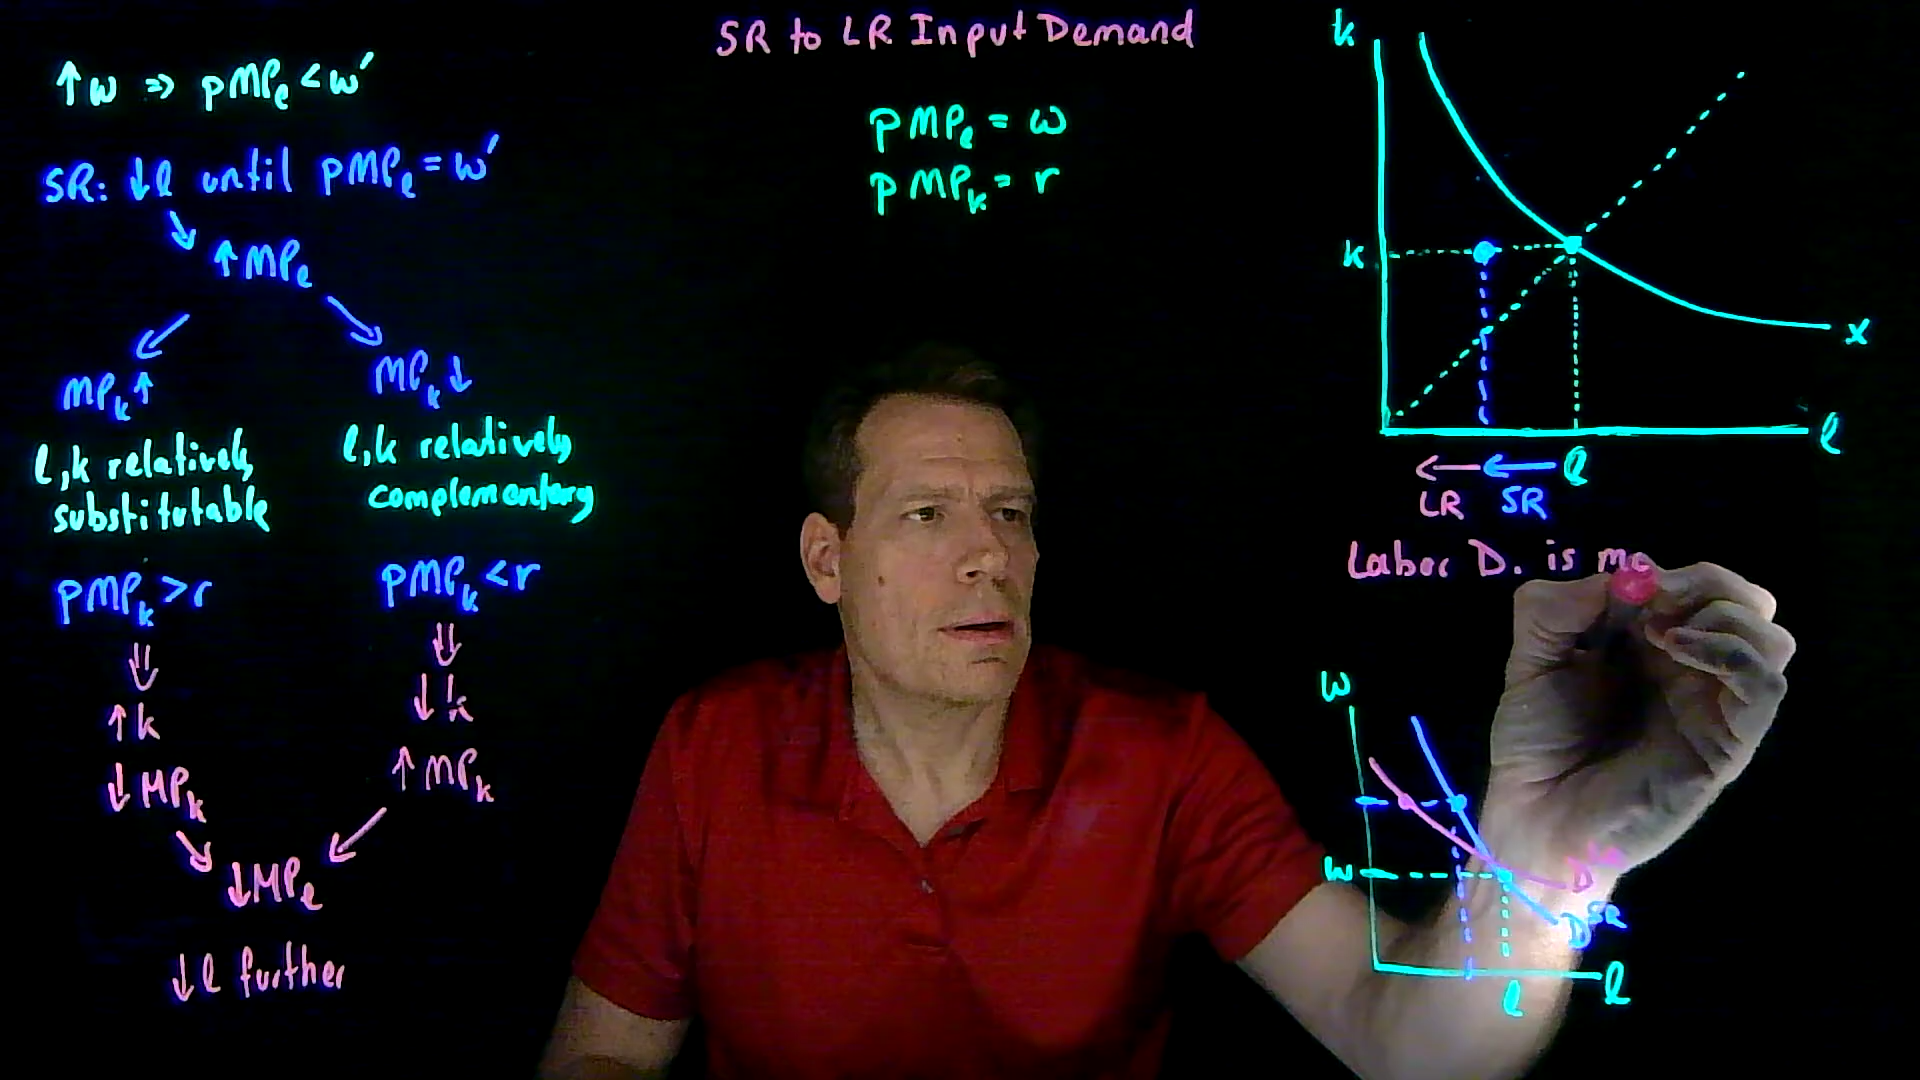 SR to LR Input Demand
↑w ⇒ pMPℓ < w'
SR: ↓ℓ until pMPℓ = w'
↑MPℓ
MPk↑
MPk↓
ℓ,k relatively
substitutable
ℓ,k relatively
complementary
pMPk > r
pMPk < r
⇓
⇓
↑k
↓k
↓MPk
↑MPk
↓MPℓ
↓ℓ further
pMPℓ = w
pMPk = r
k
k
x
ℓ
ℓ
LR
SR
Labor D. is mo
w
w
D
D^SR
ℓ
ℓ